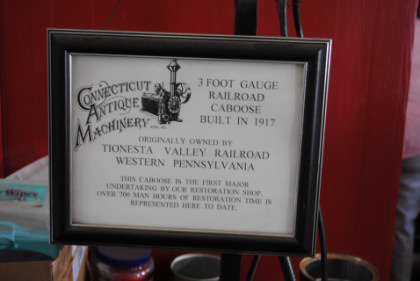 CONNECTICUT
ANTIQUE
MACHINERY
3 FOOT GAUGE
RAILROAD
CABOOSE
BUILT IN 1917
ORIGINALLY OWNED BY
TIONESTA VALLEY RAILROAD
WESTERN PENNSYLVANIA
THIS CABOOSE IS THE FIRST MAJOR
UNDERTAKING BY OUR RESTORATION SHOP.
OVER 700 MAN HOURS OF RESTORATION TIME IS
REPRESENTED HERE TO DATE.